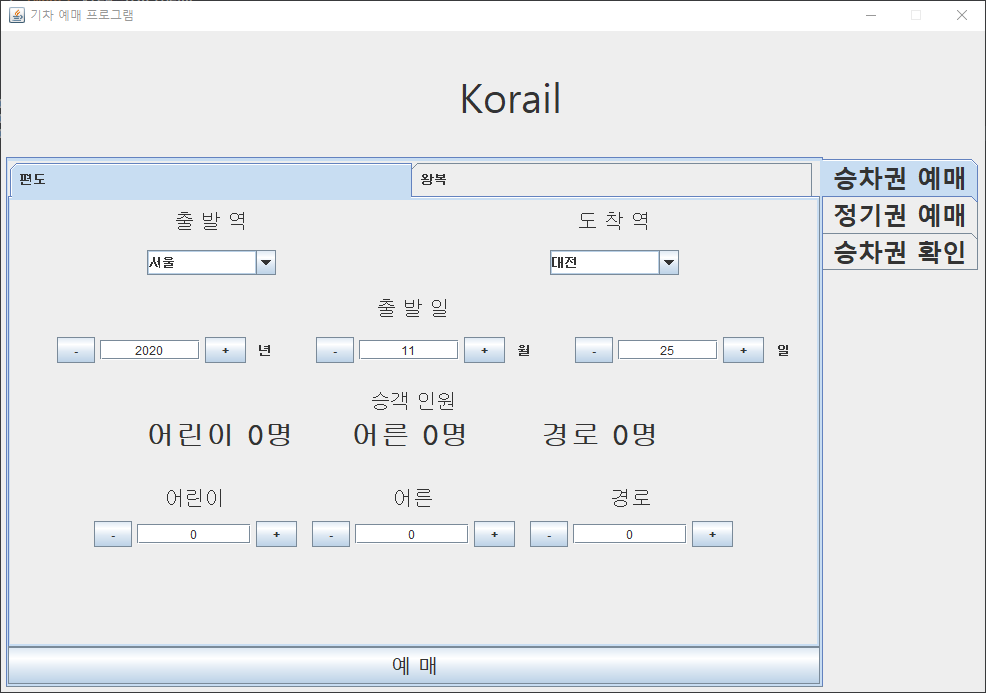 기차 예매 프로그램
Korail
편도 왕복
승차권 예매
정기권 예매
승차권 확인
출 발 역 도 착 역
서울 대전
출 발 일
- 2020 + 년 - 11 + 월 - 25 + 일
승객 인원
어린이 0명 어른 0명 경로 0명
어린이 어른 경로
- 0 + - 0 + - 0 +
예 매